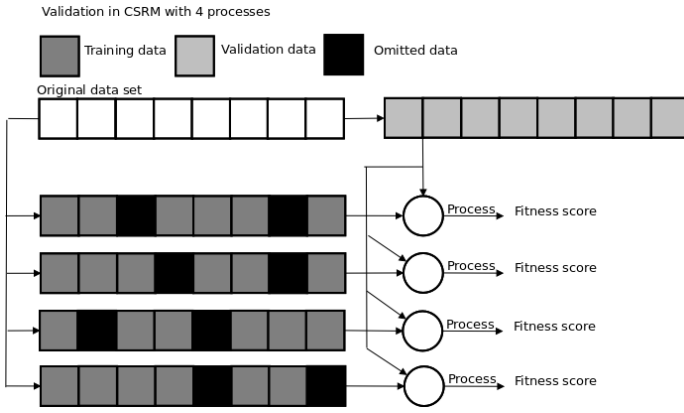 Validation in CSRM with 4 processes
Training data
Validation data
Omitted data
Original data set
Process
Fitness score
Process
Fitness score
Process
Fitness score
Process
Fitness score